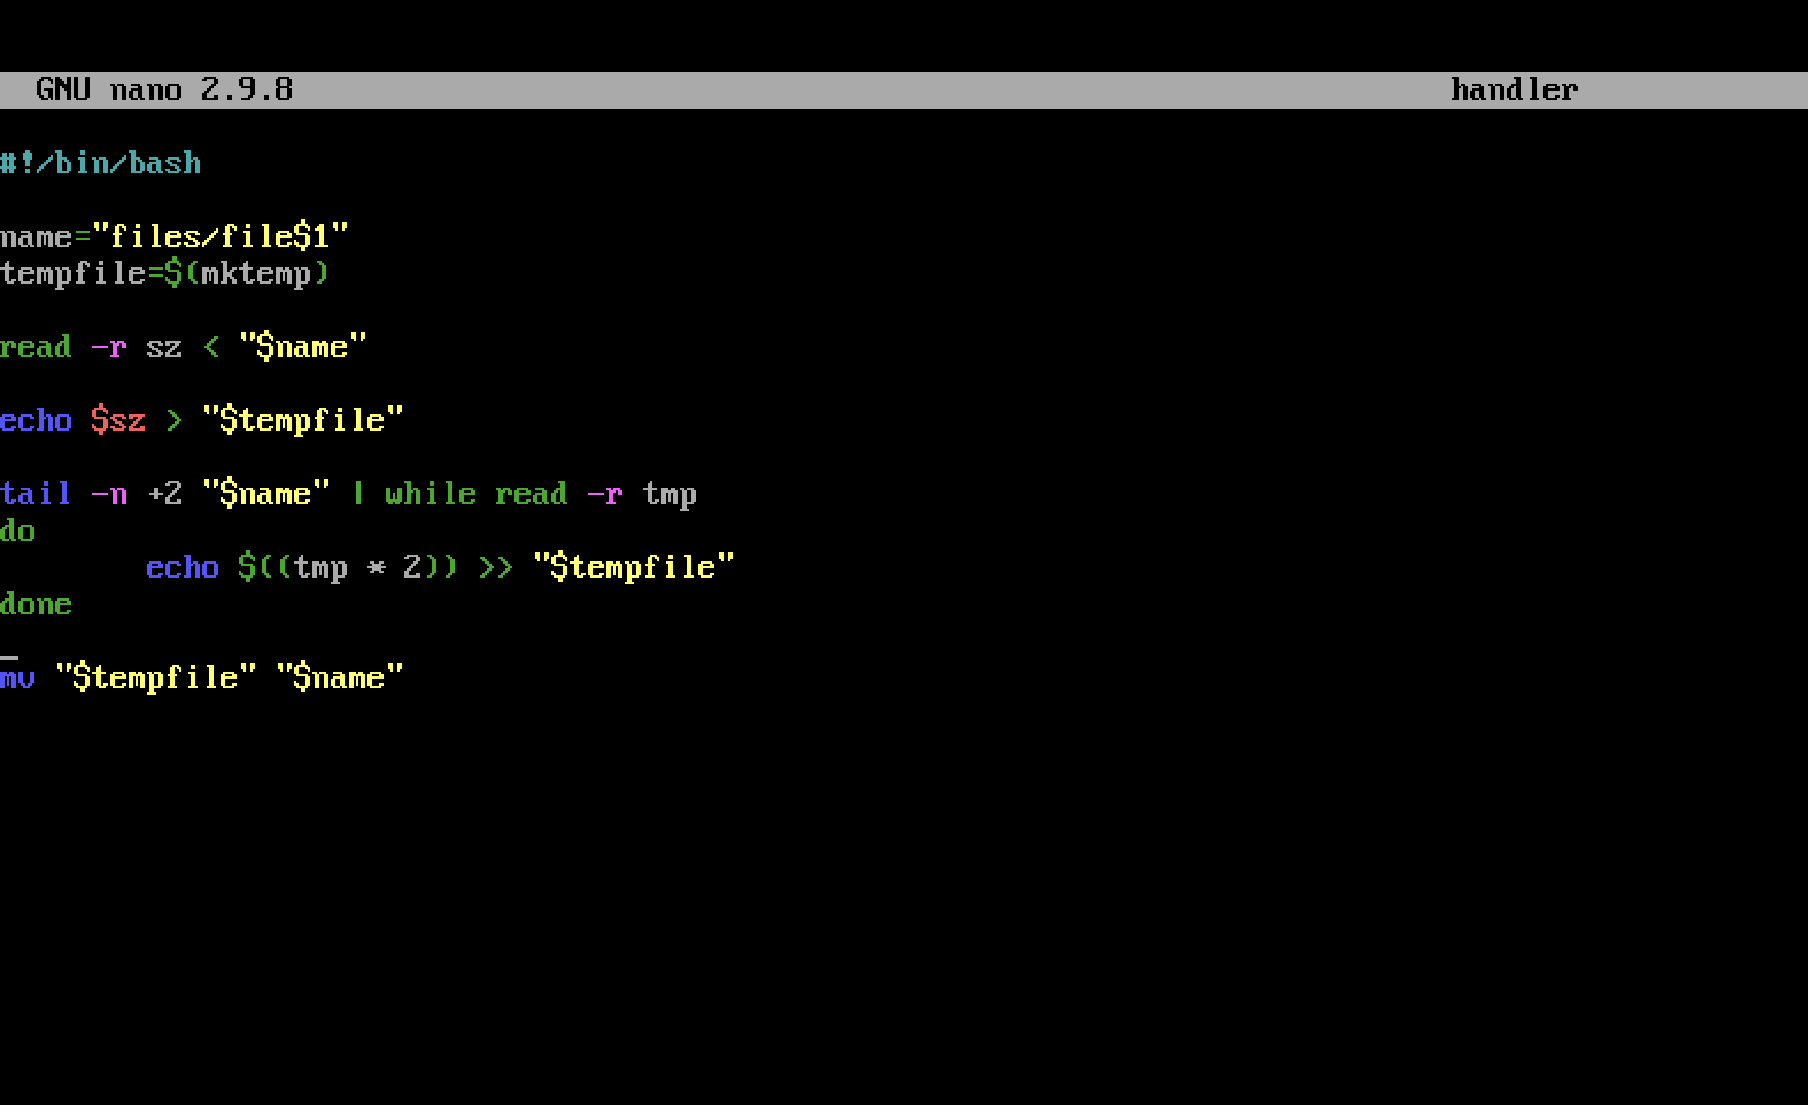 GNU nano 2.9.8 handler
#!/bin/bash
name="files/file$1"
tempfile=$(mktemp)
read -r sz < "$name"
echo $sz > "$tempfile"
tail -n +2 "$name" | while read -r tmp
do
        echo $((tmp * 2)) >> "$tempfile"
done
mv "$tempfile" "$name"